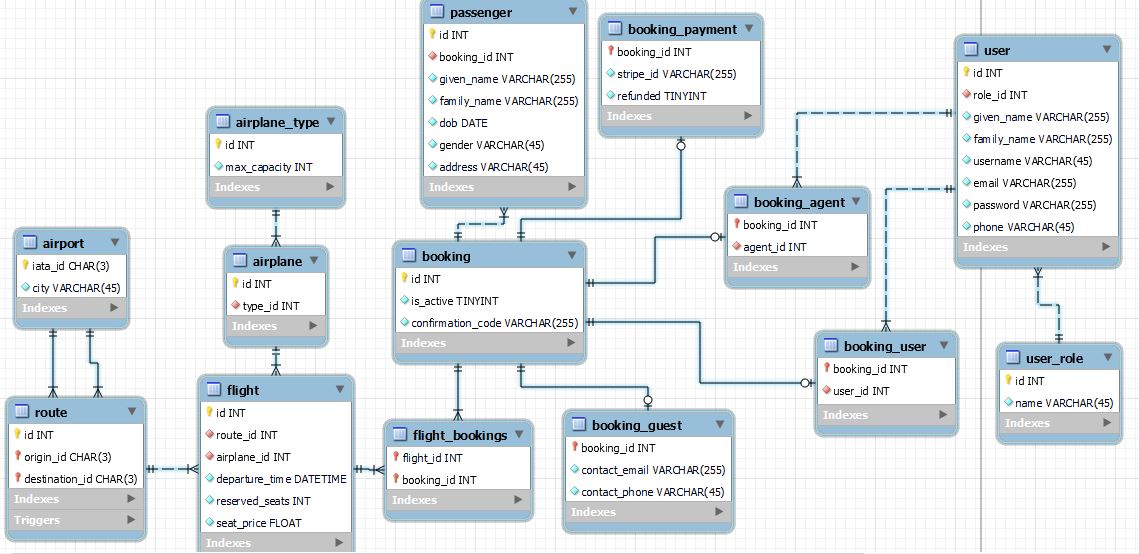 passenger
id INT
booking_id INT
given_name VARCHAR(255)
family_name VARCHAR(255)
dob DATE
gender VARCHAR(45)
address VARCHAR(45)
Indexes
booking_payment
booking_id INT
stripe_id VARCHAR(255)
refunded TINYINT
Indexes
user
id INT
role_id INT
given_name VARCHAR(255)
family_name VARCHAR(255)
username VARCHAR(45)
email VARCHAR(255)
password VARCHAR(255)
phone VARCHAR(45)
Indexes
airplane_type
id INT
max_capacity INT
Indexes
booking_agent
booking_id INT
agent_id INT
Indexes
airport
iata_id CHAR(3)
city VARCHAR(45)
Indexes
airplane
id INT
type_id INT
Indexes
booking
id INT
is_active TINYINT
confirmation_code VARCHAR(255)
Indexes
booking_user
booking_id INT
user_id INT
Indexes
user_role
id INT
name VARCHAR(45)
Indexes
route
id INT
origin_id CHAR(3)
destination_id CHAR(3)
Indexes
Triggers
flight
id INT
route_id INT
airplane_id INT
departure_time DATETIME
reserved_seats INT
seat_price FLOAT
Indexes
flight_bookings
flight_id INT
booking_id INT
Indexes
booking_guest
booking_id INT
contact_email VARCHAR(255)
contact_phone VARCHAR(45)
Indexes